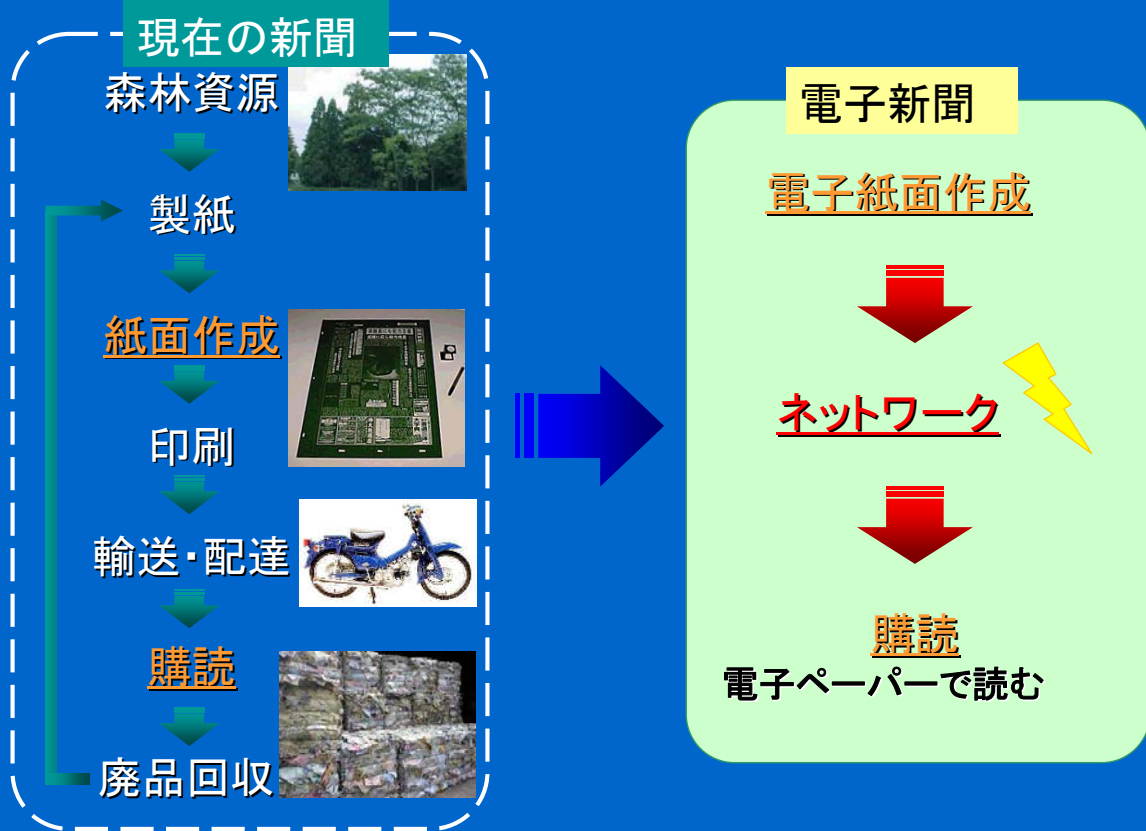 現在の新聞
森林資源
製紙
紙面作成
印刷
輸送・配達
購読
廃品回収
電子新聞
電子紙面作成
ネットワーク
購読
電子ペーパーで読む